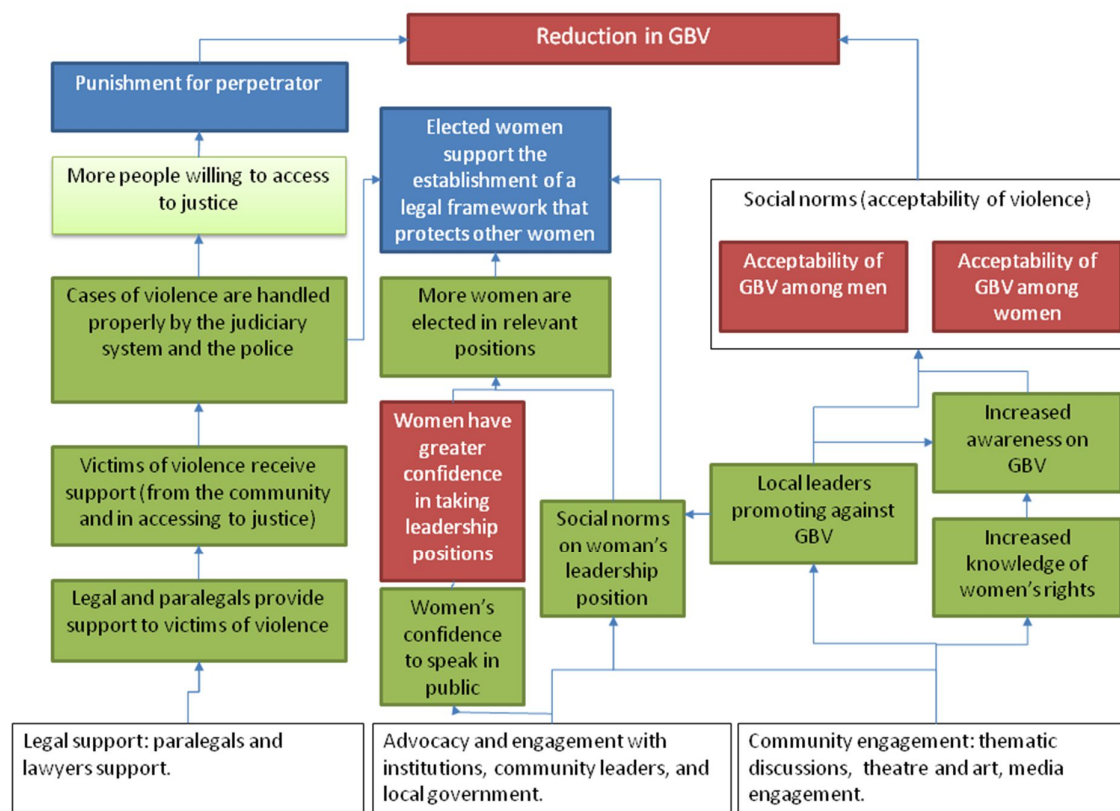 Reduction in GBV
Punishment for perpetrator
Elected women
support the
establishment of a
legal framework that
protects other women
More people willing to access
to justice
Social norms (acceptability of violence)
Acceptability of
GBV among men
Acceptability of
GBV among
women
Cases of violence are handled
properly by the judiciary
system and the police
More women are
elected in relevant
positions
Women have
greater
confidence
in taking
leadership
positions
Increased
awareness on
GBV
Victims of violence receive
support (from the community
and in accessing to justice)
Local leaders
promoting against
GBV
Social norms
on woman's
leadership
position
Increased
knowledge of
women's rights
Legal and paralegals provide
support to victims of violence
Women's
confidence
to speak in
public
Legal support: paralegals and
lawyers support.
Advocacy and engagement with
institutions, community leaders, and
local government.
Community engagement: thematic
discussions, theatre and art, media
engagement.